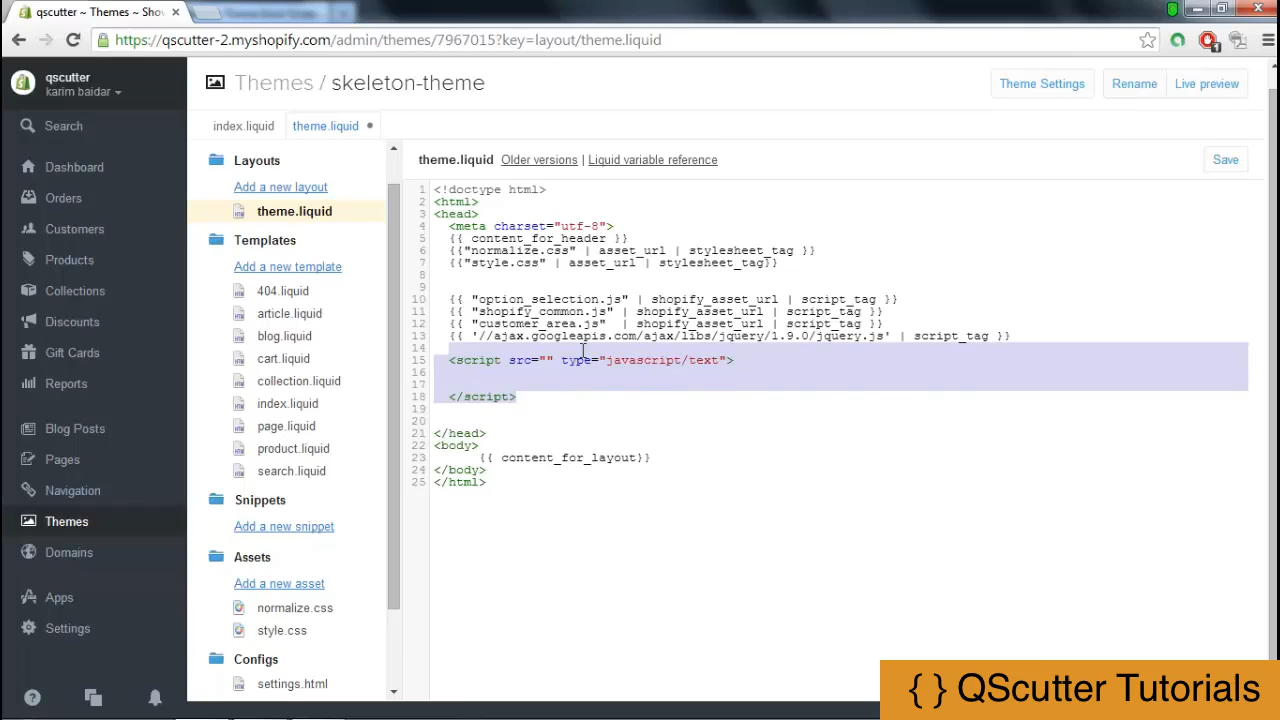 qscutter ~ Themes ~ Sho
https://qscutter-2.myshopify.com/admin/themes/7967015?key=layout/theme.liquid
qscutter
karim baidar
Search
Dashboard
Orders
Customers
Products
Collections
Discounts
Gift Cards
Reports
Blog Posts
Pages
Navigation
Themes
Domains
Apps
Settings
Themes / skeleton-theme
Theme Settings
Rename
Live preview
index.liquid
theme.liquid
Layouts
Add a new layout
theme.liquid
Templates
Add a new template
404.liquid
article.liquid
blog.liquid
cart.liquid
collection.liquid
index.liquid
page.liquid
product.liquid
search.liquid
Snippets
Add a new snippet
Assets
Add a new asset
normalize.css
style.css
Configs
settings.html
theme.liquid Older versions | Liquid variable reference
Save
1 <!doctype html>
2 <html>
3 <head>
4 <meta charset="utf-8">
5 {{ content_for_header }}
6 {{"normalize.css" | asset_url | stylesheet_tag }}
7 {{"style.css" | asset_url | stylesheet_tag}}
8
9
10 {{ "option_selection.js" | shopify_asset_url | script_tag }}
11 {{ "shopify_common.js" | shopify_asset_url | script_tag }}
12 {{ "customer_area.js" | shopify_asset_url | script_tag }}
13 {{ '//ajax.googleapis.com/ajax/libs/jquery/1.9.0/jquery.js' | script_tag }}
14
15 <script src="" type="javascript/text">
16
17
18 </script>
19
20
21 </head>
22 <body>
23 {{ content_for_layout}}
24 </body>
25 </html>
{ } QScutter Tutorials